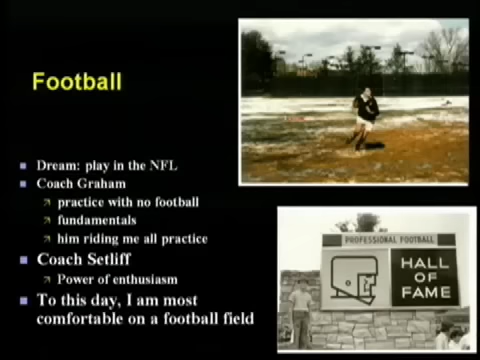 Football
Dream: play in the NFL
Coach Graham
practice with no football
fundamentals
him riding me all practice
Coach Setliff
Power of enthusiasm
To this day, I am most
comfortable on a football field
PROFESSIONAL FOOTBALL
HALL
OF
FAME